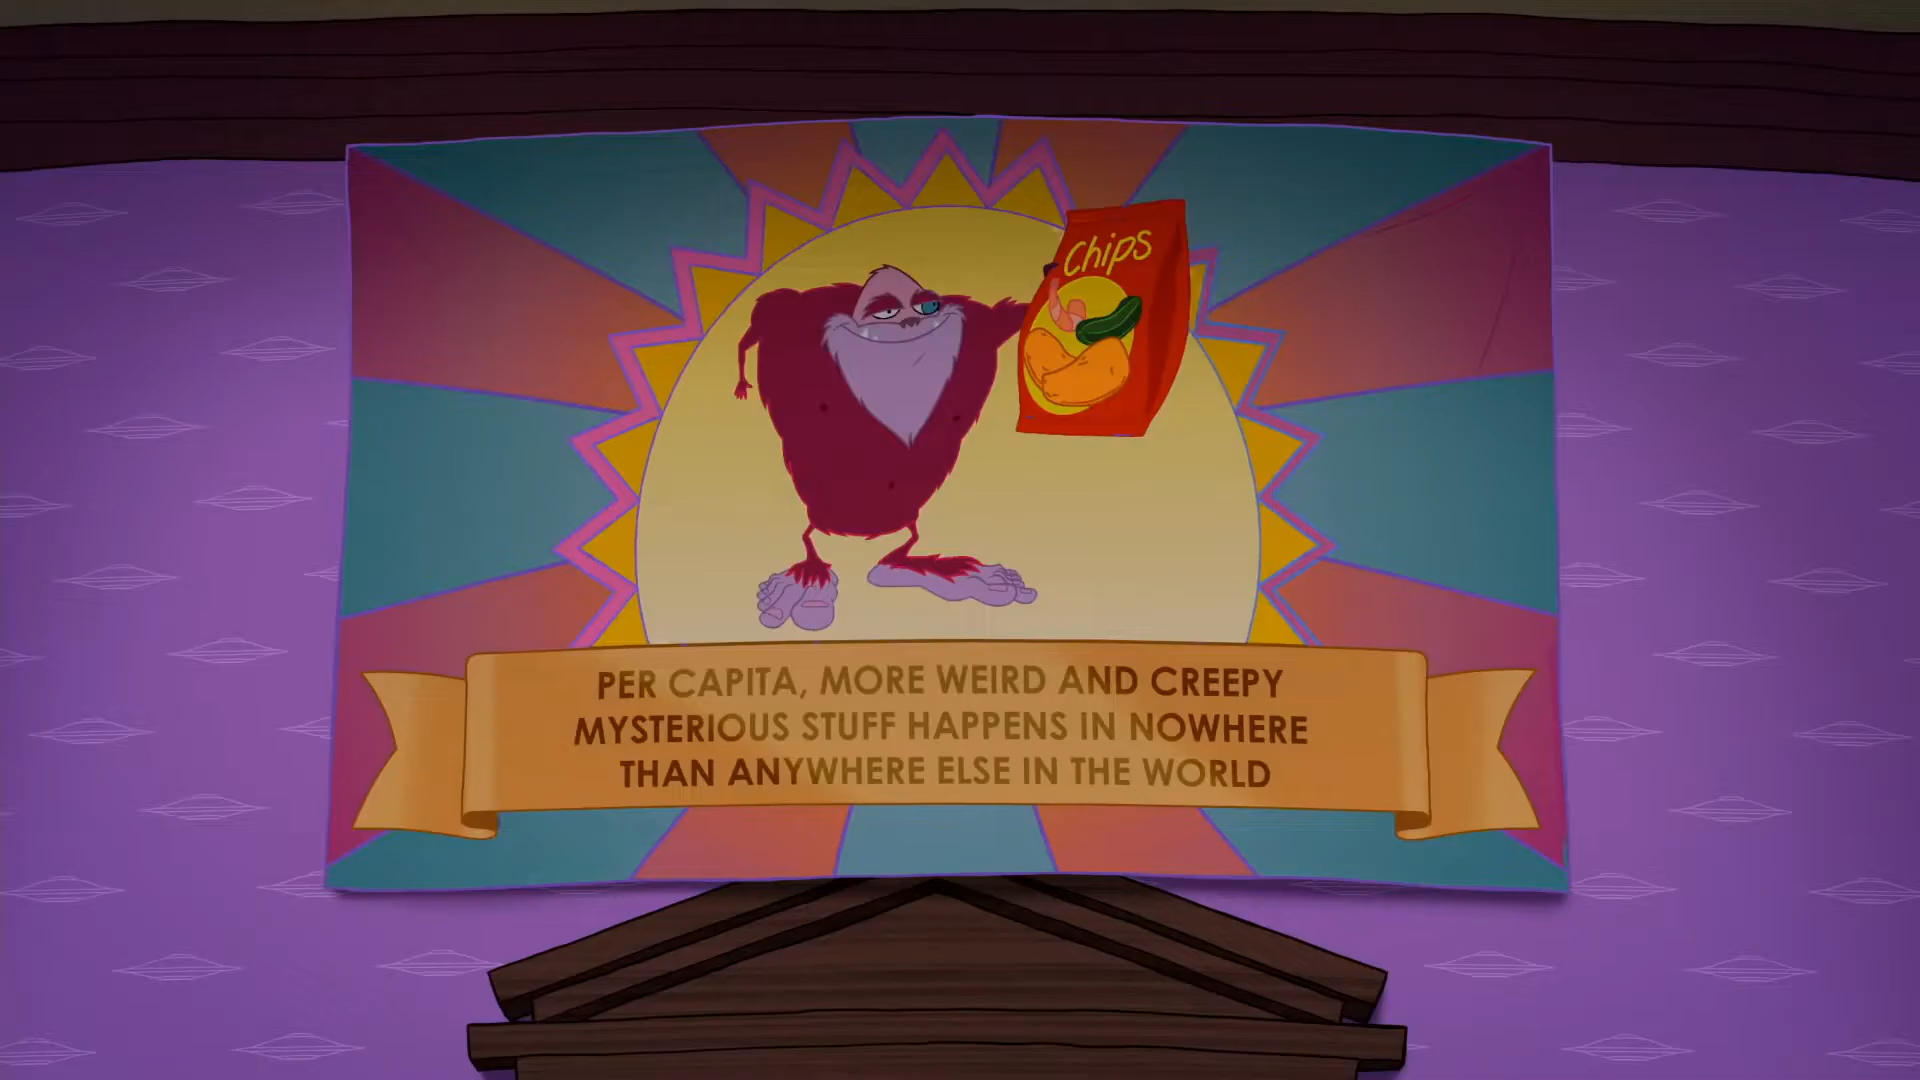 Chips
PER CAPITA, MORE WEIRD AND CREEPY
MYSTERIOUS STUFF HAPPENS IN NOWHERE
THAN ANYWHERE ELSE IN THE WORLD